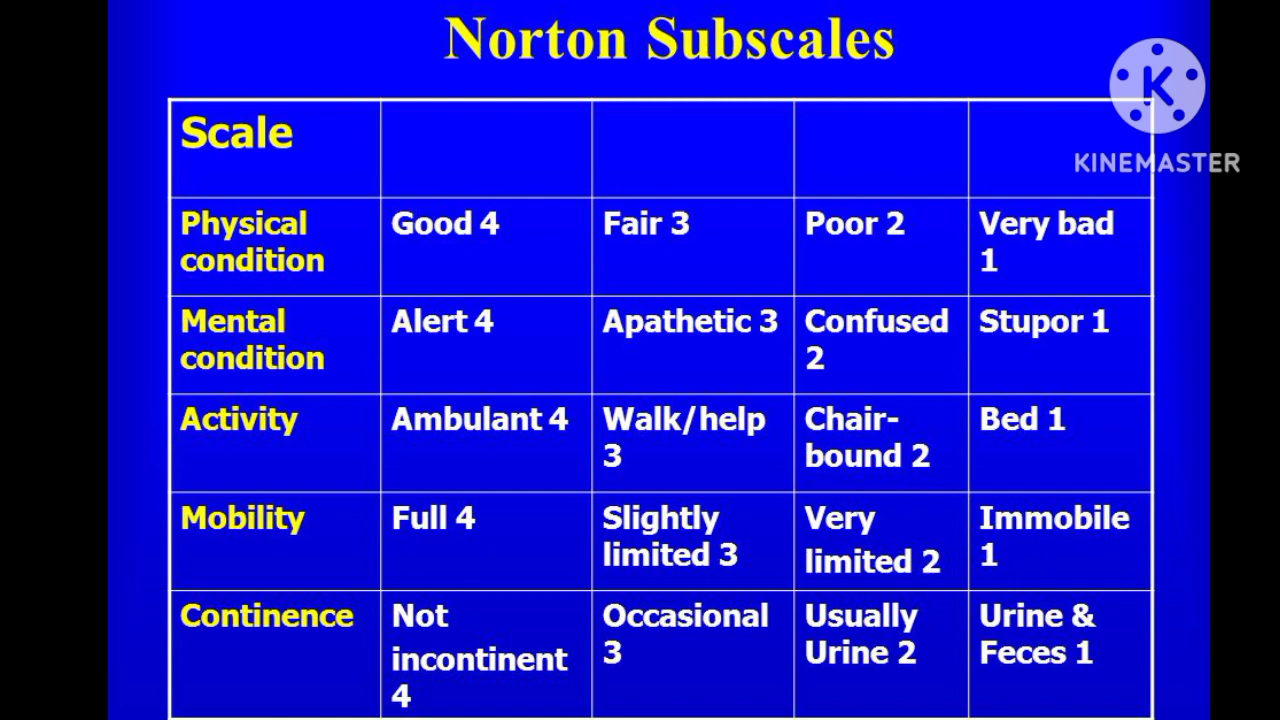 Norton Subscales
K
KINEMASTER
Scale
Physical condition Good 4 Fair 3 Poor 2 Very bad 1
Mental condition Alert 4 Apathetic 3 Confused 2 Stupor 1
Activity Ambulant 4 Walk/help 3 Chair-bound 2 Bed 1
Mobility Full 4 Slightly limited 3 Very limited 2 Immobile 1
Continence Not incontinent 4 Occasional 3 Usually Urine 2 Urine & Feces 1